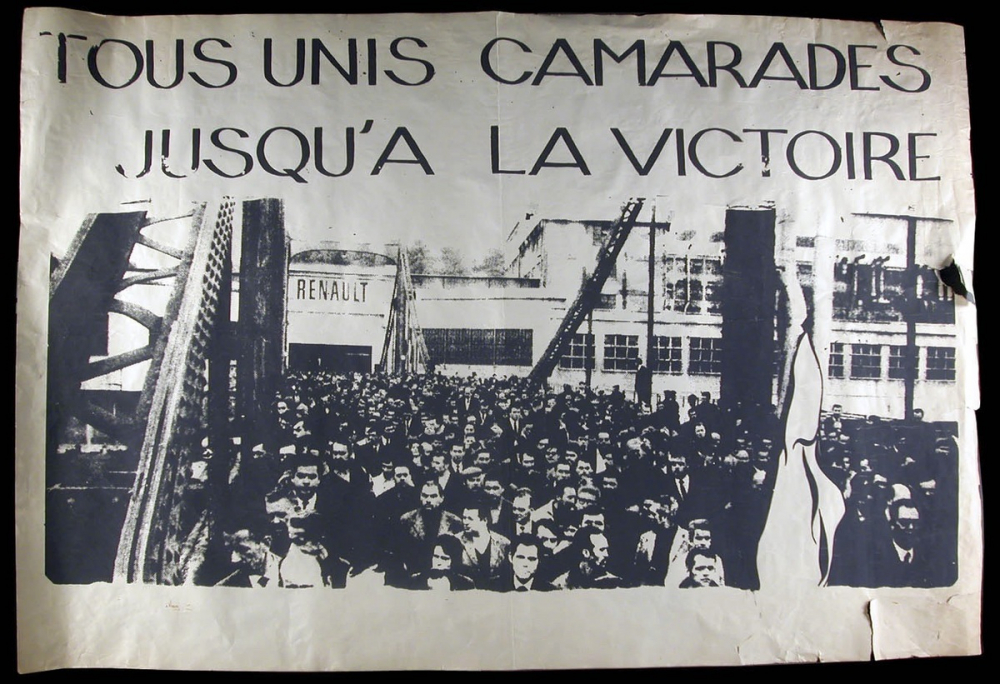 TOUS UNIS CAMARADES
JUSQU'A LA VICTOIRE
RENAULT